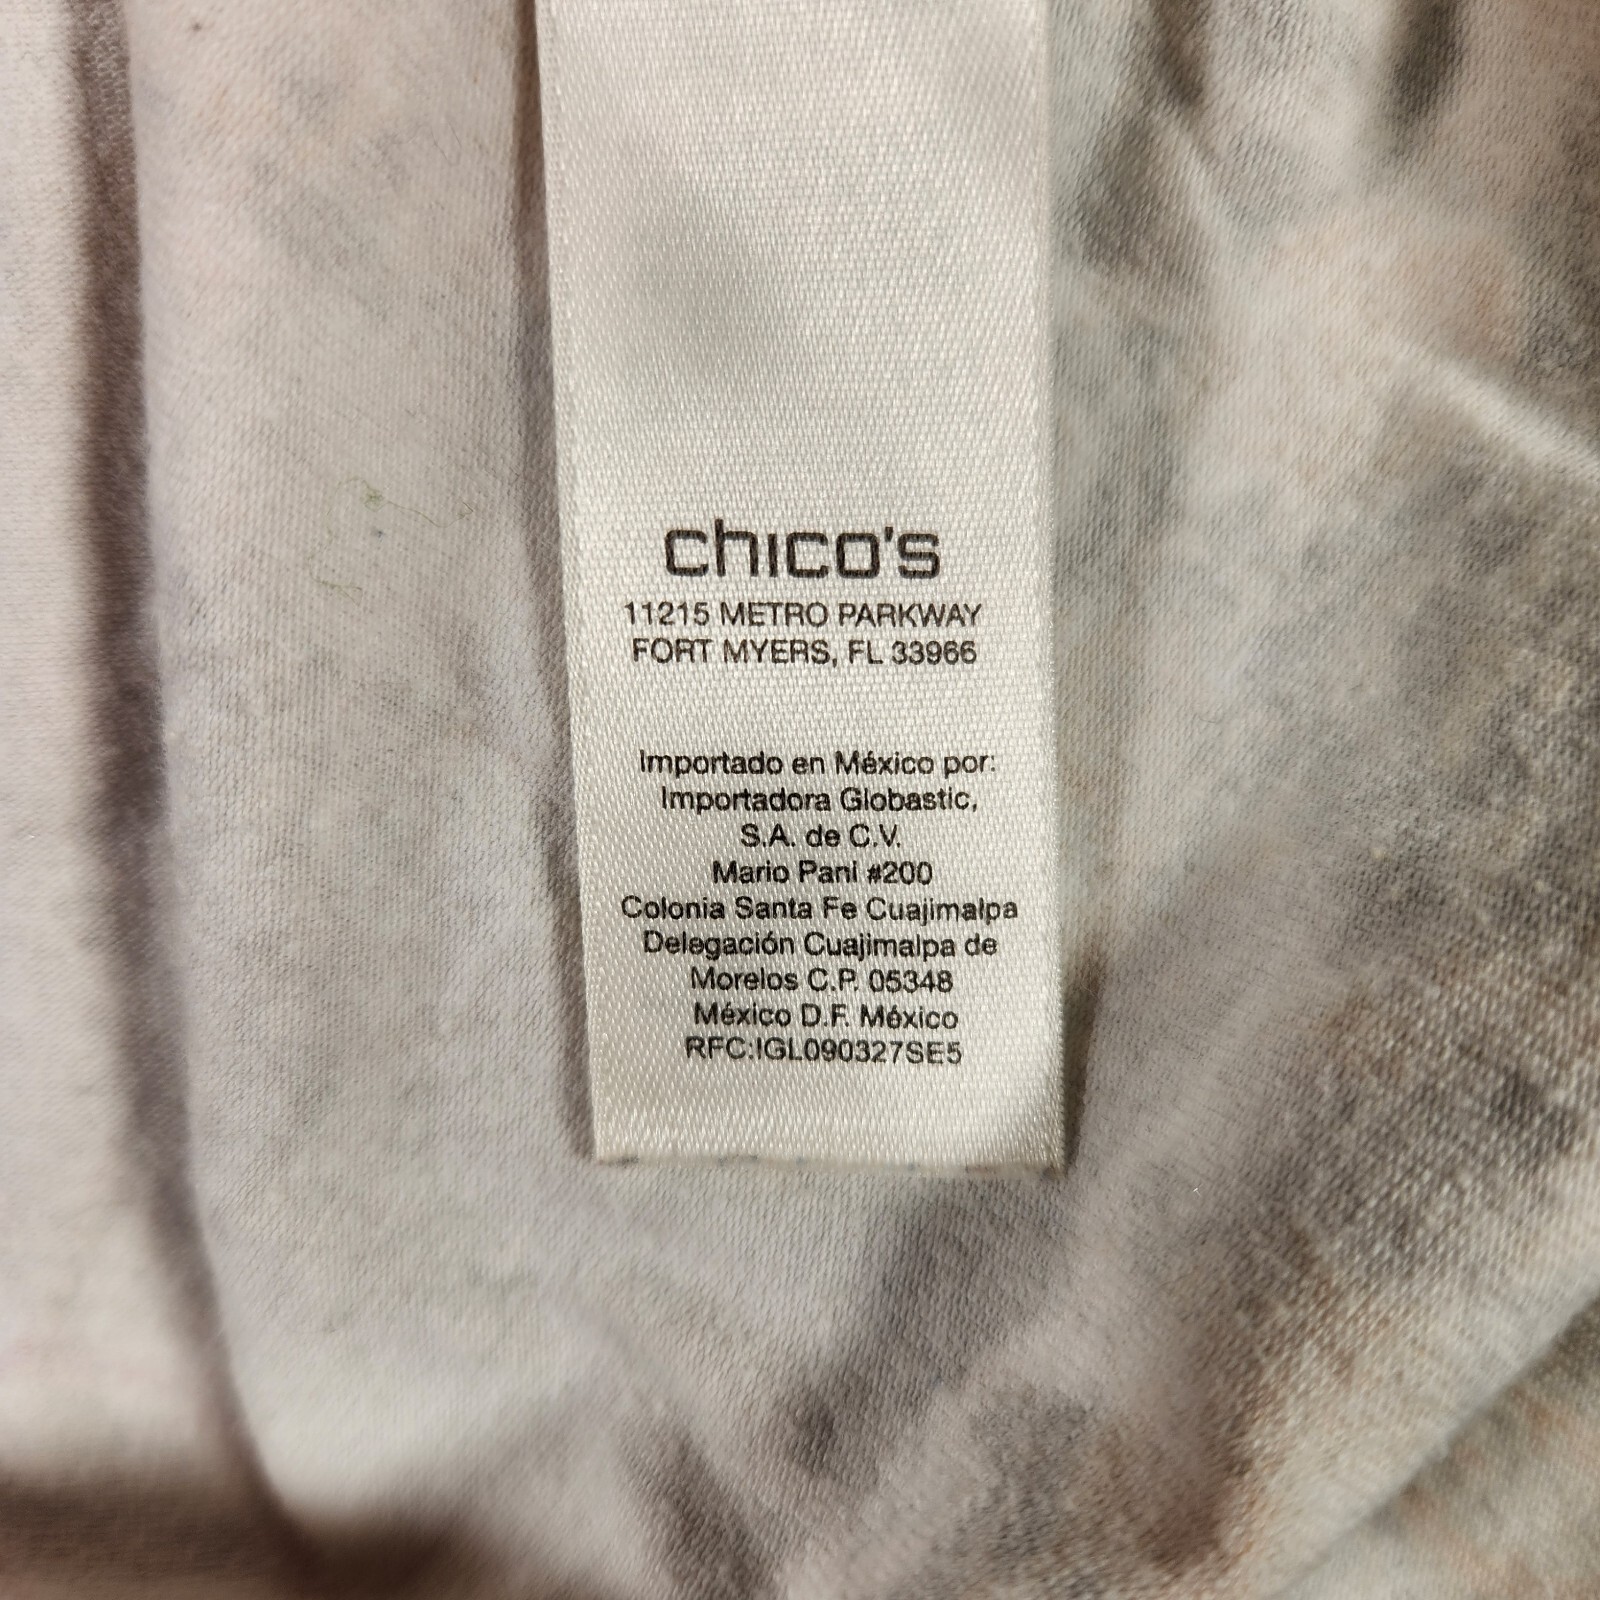 chico's
11215 METRO PARKWAY
FORT MYERS, FL 33966
Importado en México por:
Importadora Globastic,
S.A. de C.V.
Mario Pani #200
Colonia Santa Fe Cuajimalpa
Delegación Cuajimalpa de
Morelos C.P. 05348
México D.F. México
RFC:IGL090327SE5